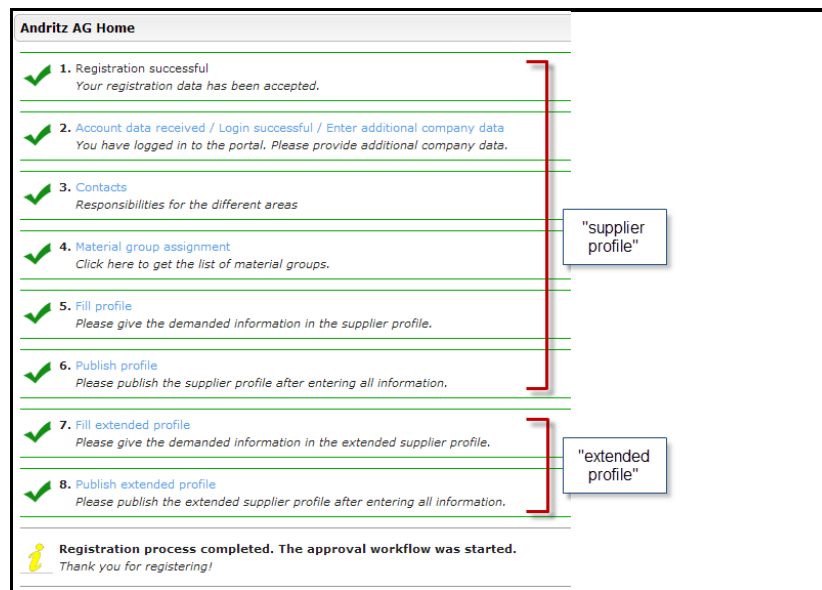 Andritz AG Home
1. Registration successful
Your registration data has been accepted.
2. Account data received / Login successful / Enter additional company data
You have logged in to the portal. Please provide additional company data.
3. Contacts
Responsibilities for the different areas
4. Material group assignment
Click here to get the list of material groups.
5. Fill profile
Please give the demanded information in the supplier profile.
6. Publish profile
Please publish the supplier profile after entering all information.
"supplier
profile"
7. Fill extended profile
Please give the demanded information in the extended supplier profile.
8. Publish extended profile
Please publish the extended supplier profile after entering all information.
"extended
profile"
Registration process completed. The approval workflow was started.
Thank you for registering!